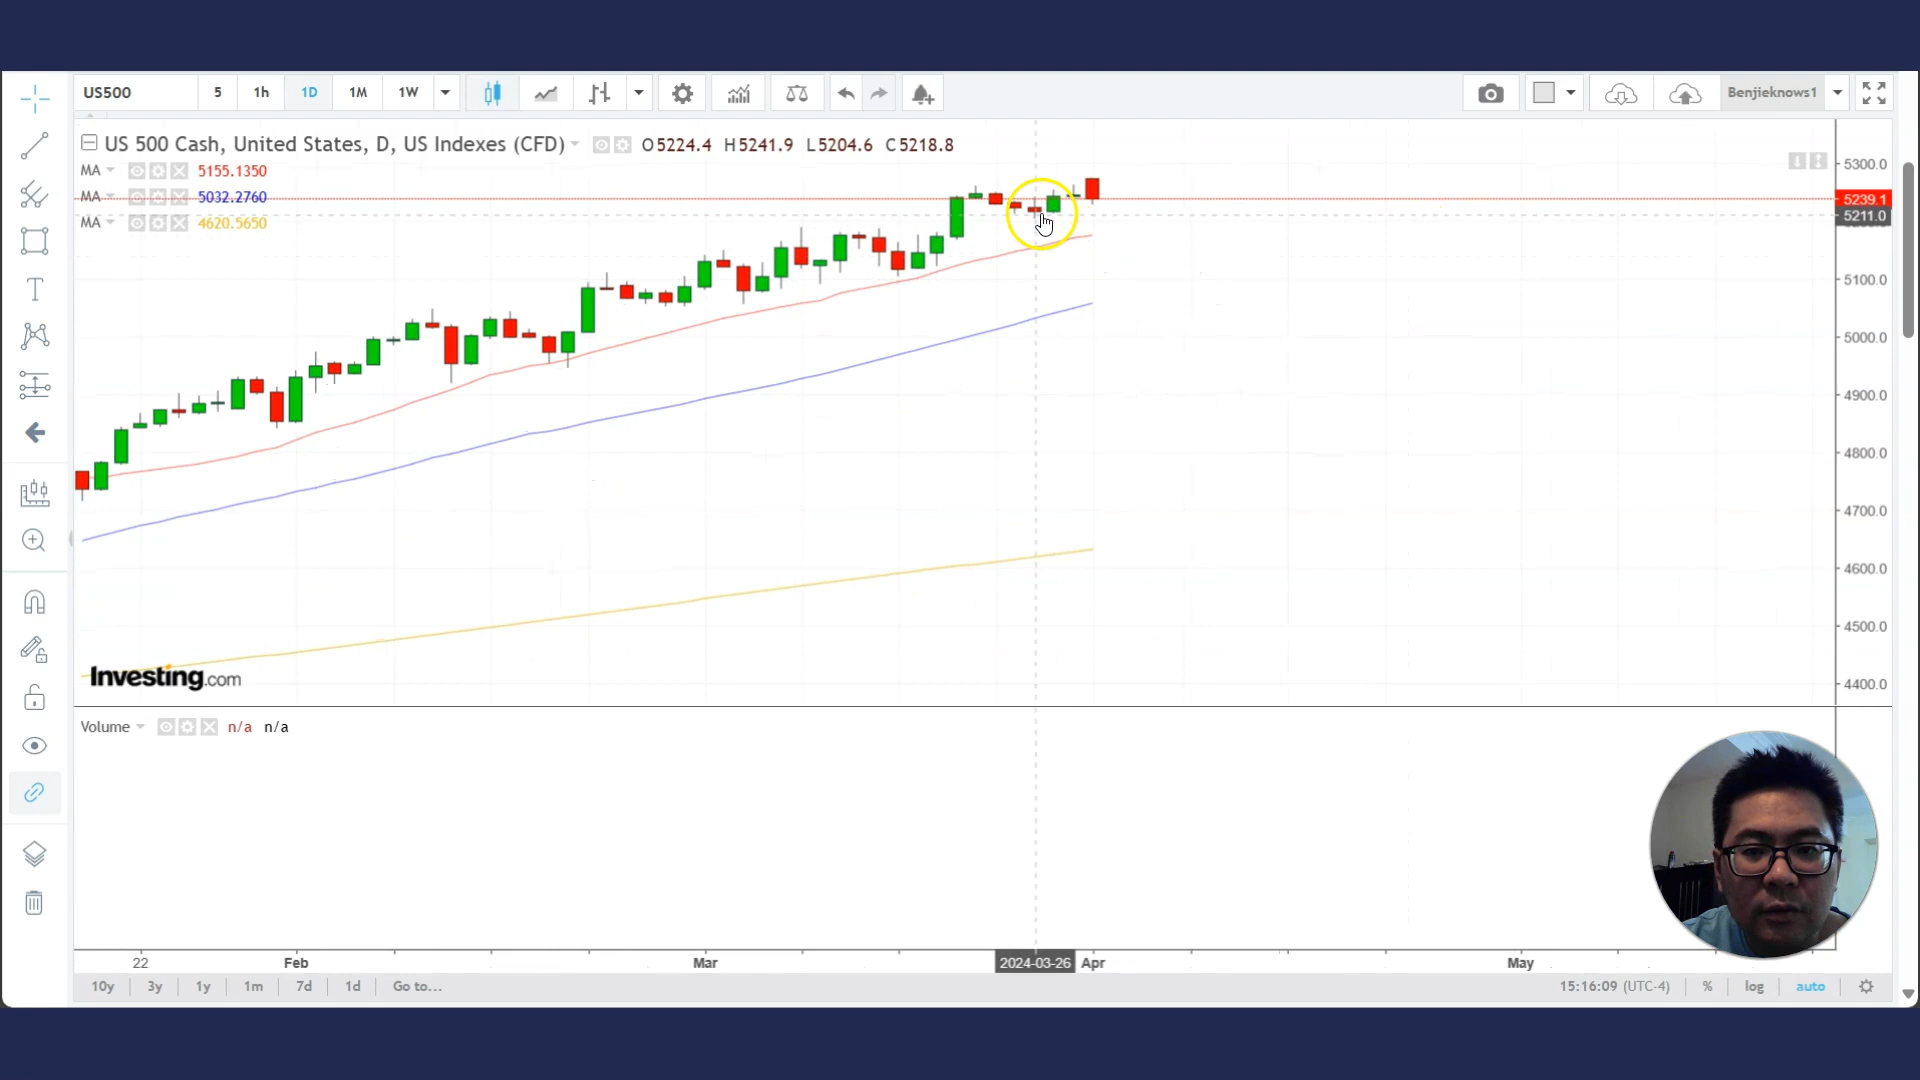 US500 5 1h 1D 1M 1W Benjieknows1
US 500 Cash, United States, D, US Indexes (CFD) O5224.4 H5241.9 L5204.6 C5218.8
MA 5155.1350
MA 5032.2760
MA 4620.5650
5300.0
5239.1
5211.0
5100.0
5000.0
4900.0
4800.0
4700.0
4600.0
4500.0
4400.0
Investing.com
Volume n/a n/a
22 Feb Mar 2024-03-26 Apr May
10y 3y 1y 1m 7d 1d Go to... 15:16:09 (UTC-4) % log auto